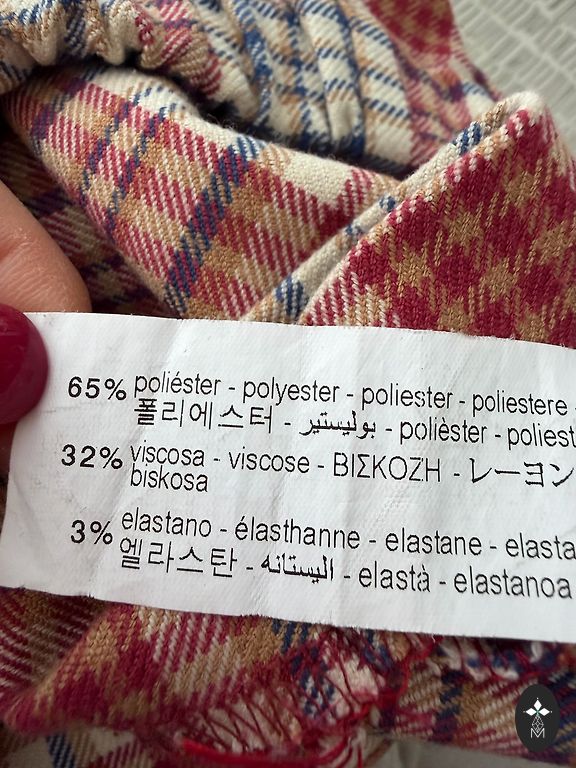 65% poliéster - polyester - poliester - poliestere -
폴리에스터 - بوليستير - polièster - poliest
32% viscosa - viscose - ΒΙΣΚΟΖΗ - レーヨン
biskosa
3% elastano - élasthanne - elastane - elasta
엘라스탄 - اليستانه - elastà - elastanoa
M